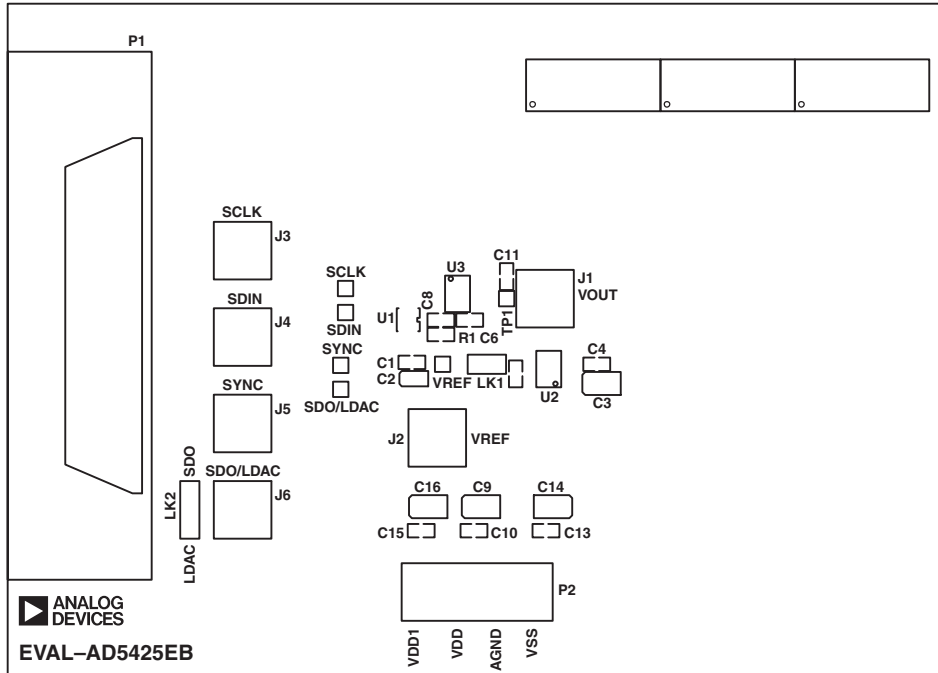 P1
SCLK
J3
SDIN
J4
SYNC
J5
SDO/LDAC
J6
SDO
LK2
LDAC
SCLK
SDIN
SYNC
SDO/LDAC
U3
C11
J1
VOUT
C8
U1
TP1
R1 C6
C1
C2
VREF LK1
U2
C4
C3
J2
VREF
C16
C9
C14
C15
C10
C13
P2
VDD1
VDD
AGND
VSS
ANALOG
DEVICES
EVAL–AD5425EB